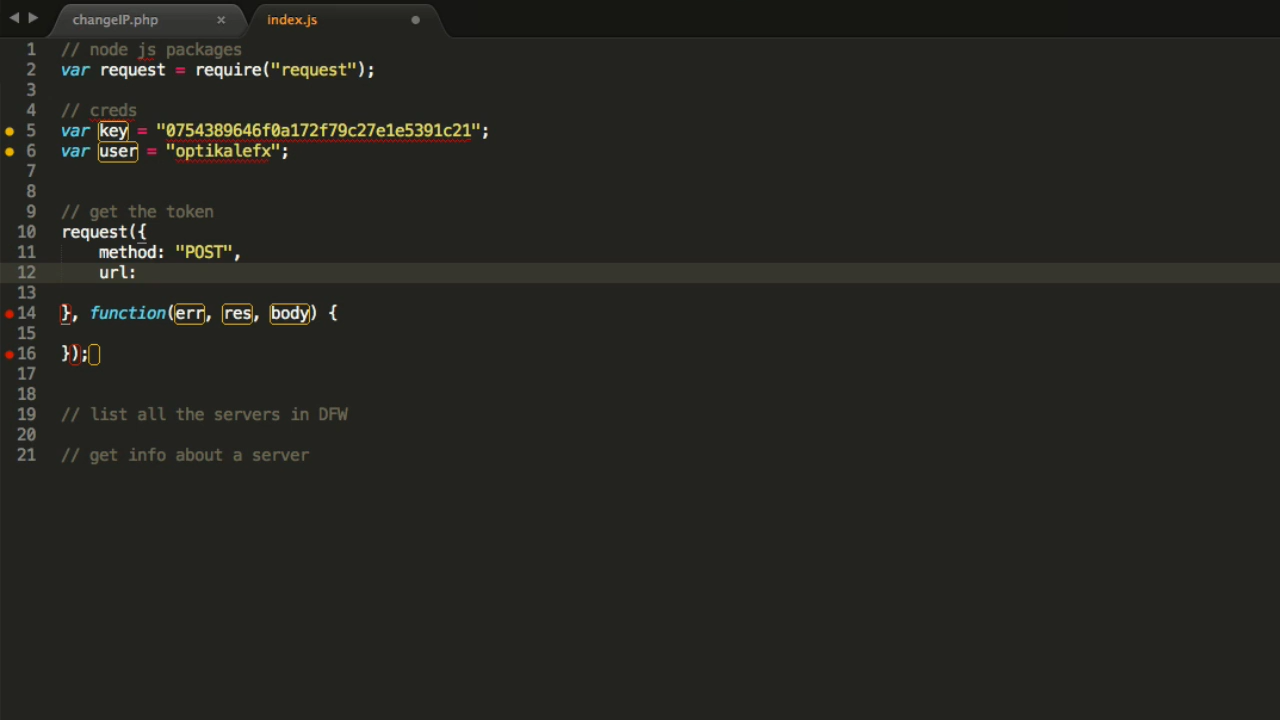 changeIP.php × index.js
1 // node js packages
2 var request = require("request");
3
4 // creds
5 var key = "0754389646f0a172f79c27e1e5391c21";
6 var user = "optikalefx";
7
8
9 // get the token
10 request({
11 method: "POST",
12 url:
13
14 }, function(err, res, body) {
15
16 });
17
18
19 // list all the servers in DFW
20
21 // get info about a server